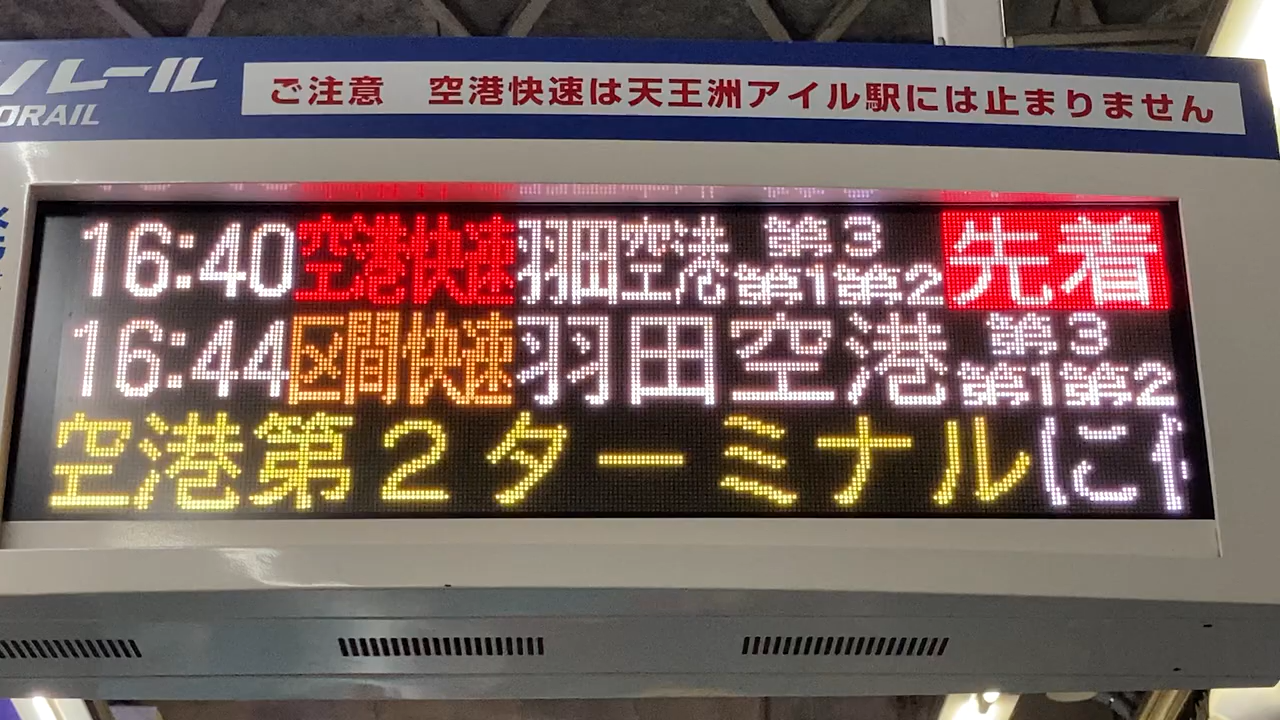 ノレール
ORAIL
ご注意 空港快速は天王洲アイル駅には止まりません
16:40 空港快速 羽田空港 第3 第1第2 先着
16:44 区間快速 羽田空港 第3 第1第2
空港第2ターミナルに